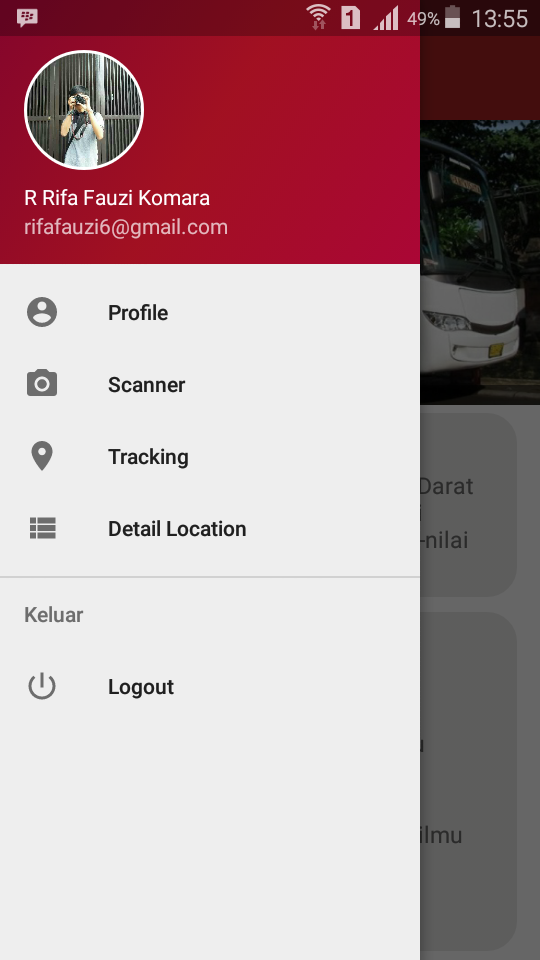 1 49% 13:55
R Rifa Fauzi Komara
rifafauzi6@gmail.com
Profile
Scanner
Tracking
Detail Location
Keluar
Logout
Darat
-nilai
ilmu